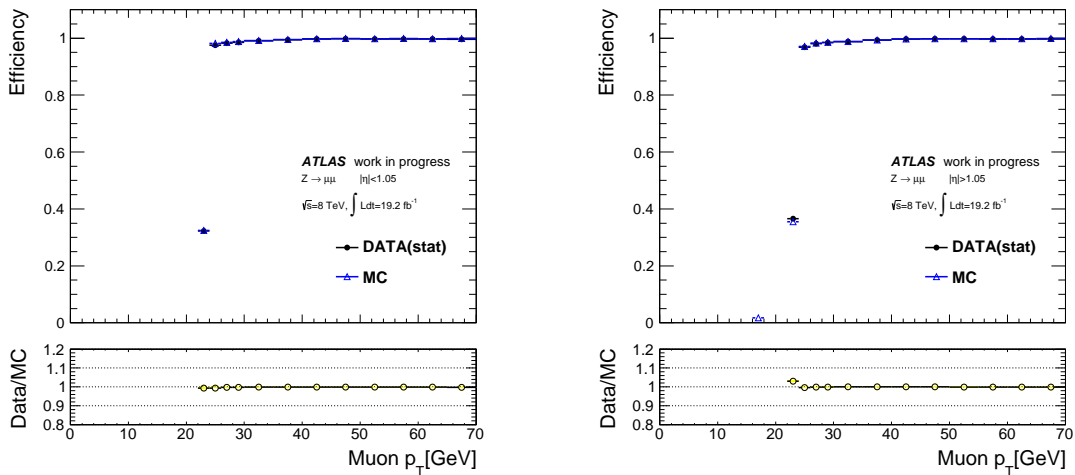 Efficiency
1
0.8
0.6
0.4
0.2
0
ATLAS work in progress
Z → μμ |η|<1.05
√s=8 TeV, ∫ Ldt=19.2 fb⁻¹
DATA(stat)
MC
Data/MC
1.2
1.1
1
0.9
0.8
0 10 20 30 40 50 60 70
Muon p_T[GeV]
Efficiency
1
0.8
0.6
0.4
0.2
0
ATLAS work in progress
Z → μμ |η|>1.05
√s=8 TeV, ∫ Ldt=19.2 fb⁻¹
DATA(stat)
MC
Data/MC
1.2
1.1
1
0.9
0.8
0 10 20 30 40 50 60 70
Muon p_T[GeV]